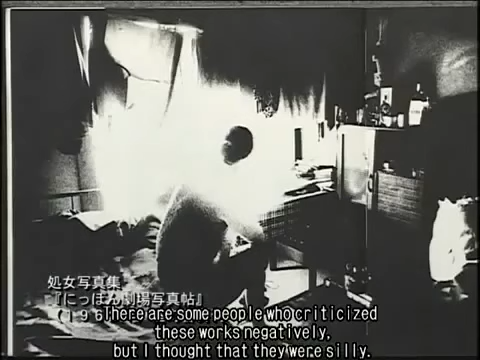 処女写真集
『にっぽん劇場写真帖』
(196
There are some people who criticized
these works negatively,
but I thought that they were silly.